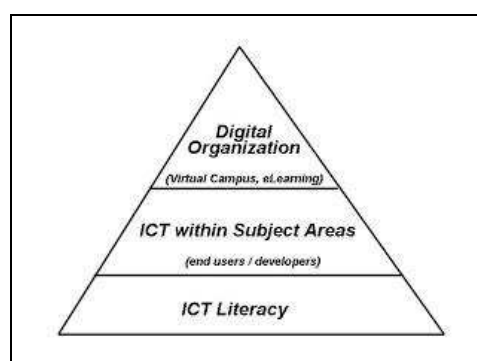 Digital
Organization
(Virtual Campus, eLearning)
ICT within Subject Areas
(end users / developers)
ICT Literacy